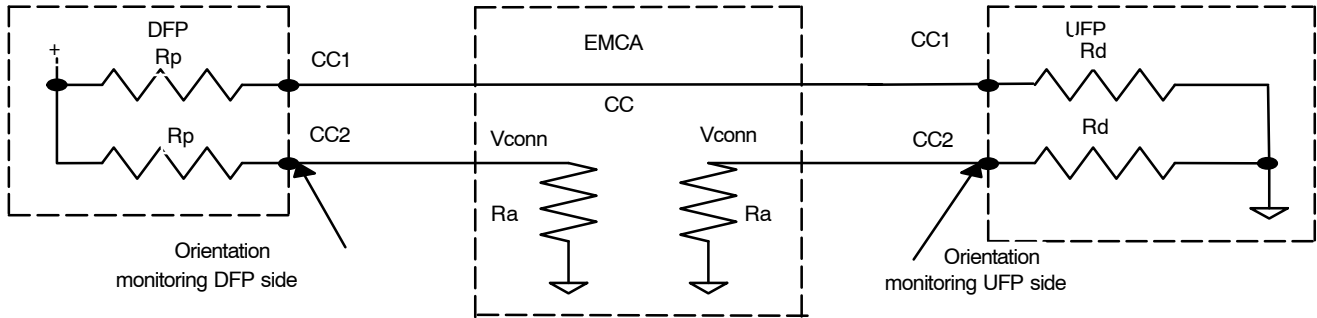 DFP
+
Rp
CC1
EMCA
CC1
UFP
Rd
CC
Rp
CC2
Vconn
Vconn
CC2
Rd
Ra
Ra
Orientation
monitoring DFP side
Orientation
monitoring UFP side